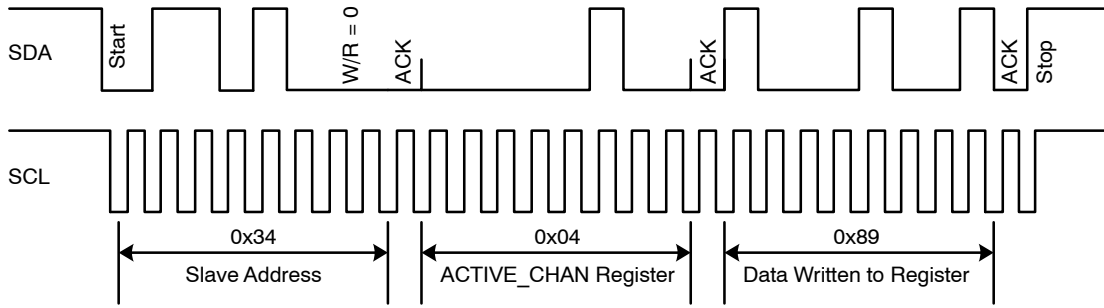 SDA
Start
W/R = 0
ACK
ACK
ACK
Stop
SCL
0x34
0x04
0x89
Slave Address
ACTIVE_CHAN Register
Data Written to Register